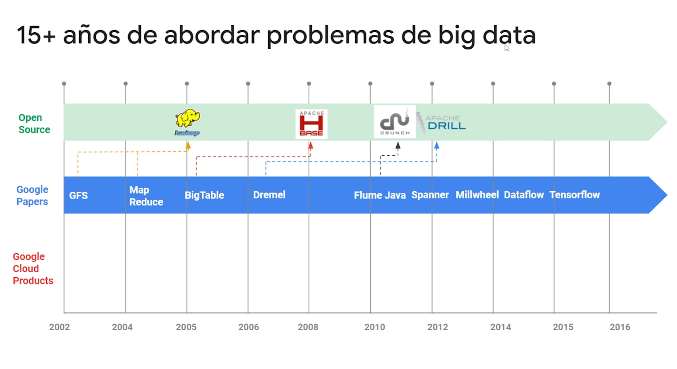 15+ años de abordar problemas de big data
Open
Source
hadoop
APACHE
HBASE
CRUNCH
APACHE
DRILL
Google
Papers
GFS
Map
Reduce
BigTable
Dremel
Flume Java
Spanner
Millwheel
Dataflow
Tensorflow
Google
Cloud
Products
2002
2004
2005
2006
2008
2010
2012
2014
2015
2016